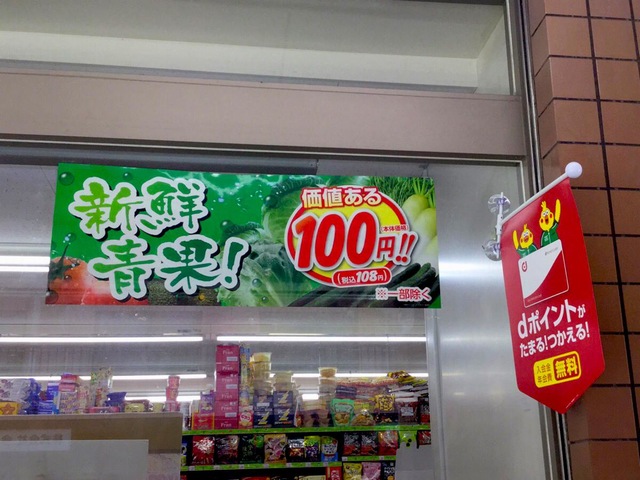 新鮮
青果!
価値ある
100円!!
(本体価格)
(税込108円)
※一部除く
dポイントが
たまる!つかえる!
入会金
年会費
無料